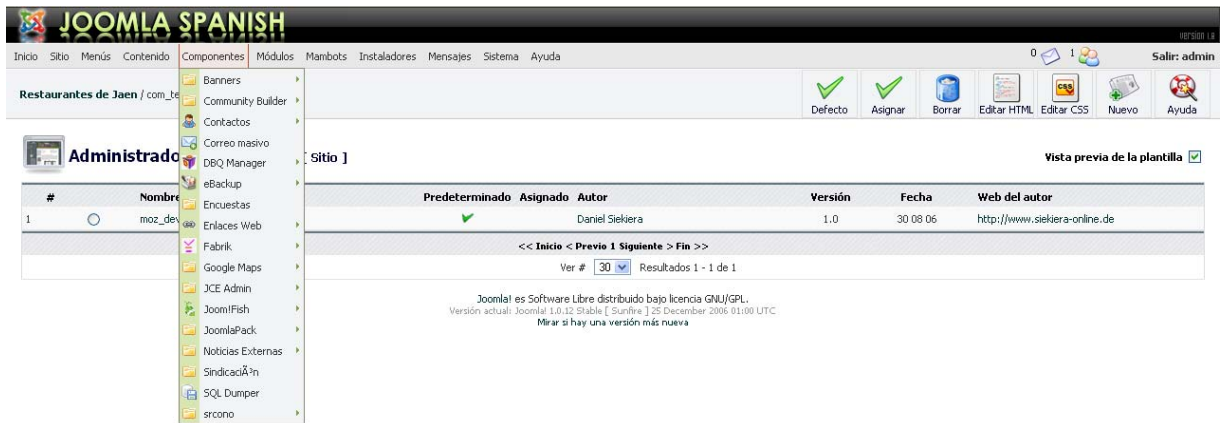 JOOMLA SPANISH
version 1.0
Inicio Sitio Menús Contenido Componentes Módulos Mambots Instaladores Mensajes Sistema Ayuda 0 1 Salir: admin
Restaurantes de Jaen / com_te
Defecto Asignar Borrar Editar HTML Editar CSS Nuevo Ayuda
Administrado
[ Sitio ]
Vista previa de la plantilla
# Nombre Predeterminado Asignado Autor Versión Fecha Web del autor
1 moz_dev Daniel Siekiera 1.0 30 08 06 http://www.siekiera-online.de
<< Inicio < Previo 1 Siguiente > Fin >>
Ver # 30 Resultados 1 - 1 de 1
Joomla! es Software Libre distribuido bajo licencia GNU/GPL.
Versión actual: Joomla! 1.0.12 Stable [ Sunfire ] 25 December 2006 01:00 UTC
Mirar si hay una versión más nueva
Banners
Community Builder
Contactos
Correo masivo
DBQ Manager
eBackup
Encuestas
Enlaces Web
Fabrik
Google Maps
JCE Admin
Joom!Fish
JoomlaPack
Noticias Externas
SindicaciÃ³n
SQL Dumper
srcono